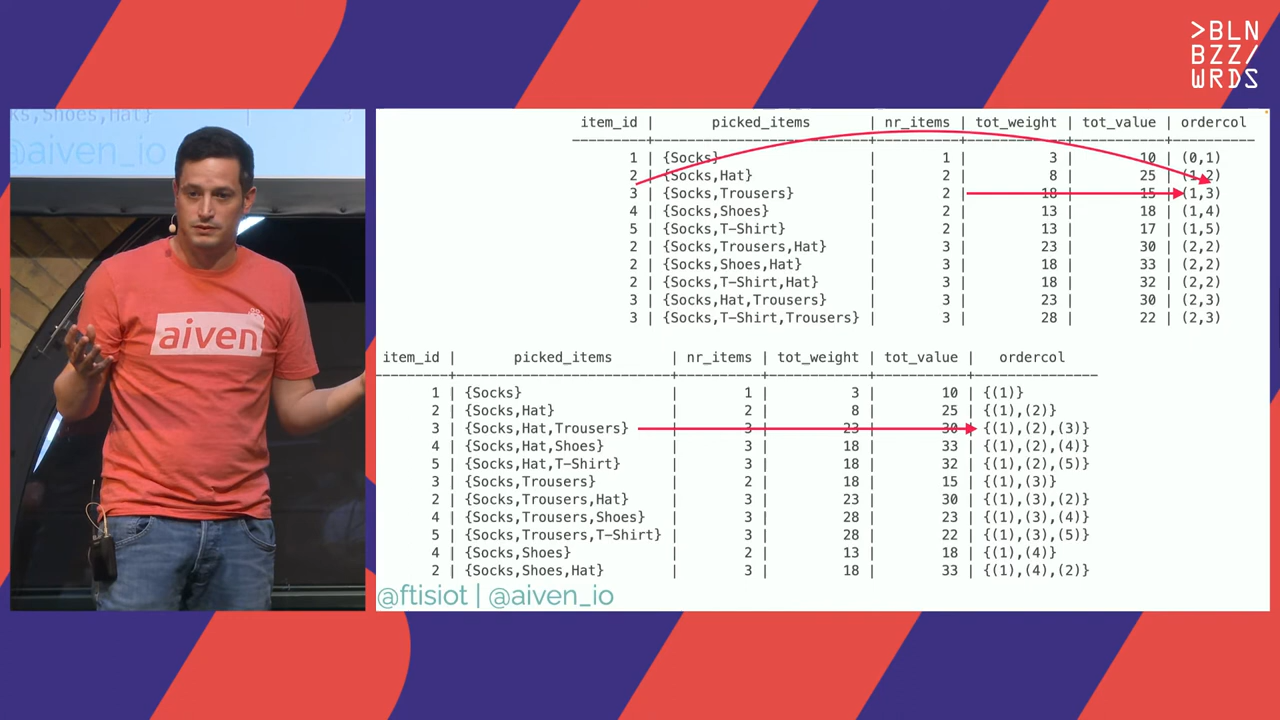 >BLN
BZZ/
WRDS
ks,Shoes,Hat} |
@aiven_io
aiven
item_id | picked_items | nr_items | tot_weight | tot_value | ordercol
1 | {Socks} | 1 | 3 | 10 | (0,1)
2 | {Socks,Hat} | 2 | 8 | 25 | (1,2)
3 | {Socks,Trousers} | 2 | 18 | 15 | (1,3)
4 | {Socks,Shoes} | 2 | 13 | 18 | (1,4)
5 | {Socks,T-Shirt} | 2 | 13 | 17 | (1,5)
2 | {Socks,Trousers,Hat} | 3 | 23 | 30 | (2,2)
2 | {Socks,Shoes,Hat} | 3 | 18 | 33 | (2,2)
2 | {Socks,T-Shirt,Hat} | 3 | 18 | 32 | (2,2)
3 | {Socks,Hat,Trousers} | 3 | 23 | 30 | (2,3)
3 | {Socks,T-Shirt,Trousers} | 3 | 28 | 22 | (2,3)
item_id | picked_items | nr_items | tot_weight | tot_value | ordercol
1 | {Socks} | 1 | 3 | 10 | {(1)}
2 | {Socks,Hat} | 2 | 8 | 25 | {(1),(2)}
3 | {Socks,Hat,Trousers} | 3 | 23 | 30 | {(1),(2),(3)}
4 | {Socks,Hat,Shoes} | 3 | 18 | 33 | {(1),(2),(4)}
5 | {Socks,Hat,T-Shirt} | 3 | 18 | 32 | {(1),(2),(5)}
3 | {Socks,Trousers} | 2 | 18 | 15 | {(1),(3)}
2 | {Socks,Trousers,Hat} | 3 | 23 | 30 | {(1),(3),(2)}
4 | {Socks,Trousers,Shoes} | 3 | 28 | 23 | {(1),(3),(4)}
5 | {Socks,Trousers,T-Shirt} | 3 | 28 | 22 | {(1),(3),(5)}
4 | {Socks,Shoes} | 2 | 13 | 18 | {(1),(4)}
2 | {Socks,Shoes,Hat} | 3 | 18 | 33 | {(1),(4),(2)}
@ftisiot | @aiven_io